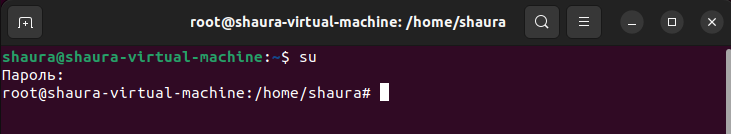 root@shaura-virtual-machine: /home/shaura
shaura@shaura-virtual-machine:~$ su
Пароль:
root@shaura-virtual-machine:/home/shaura#